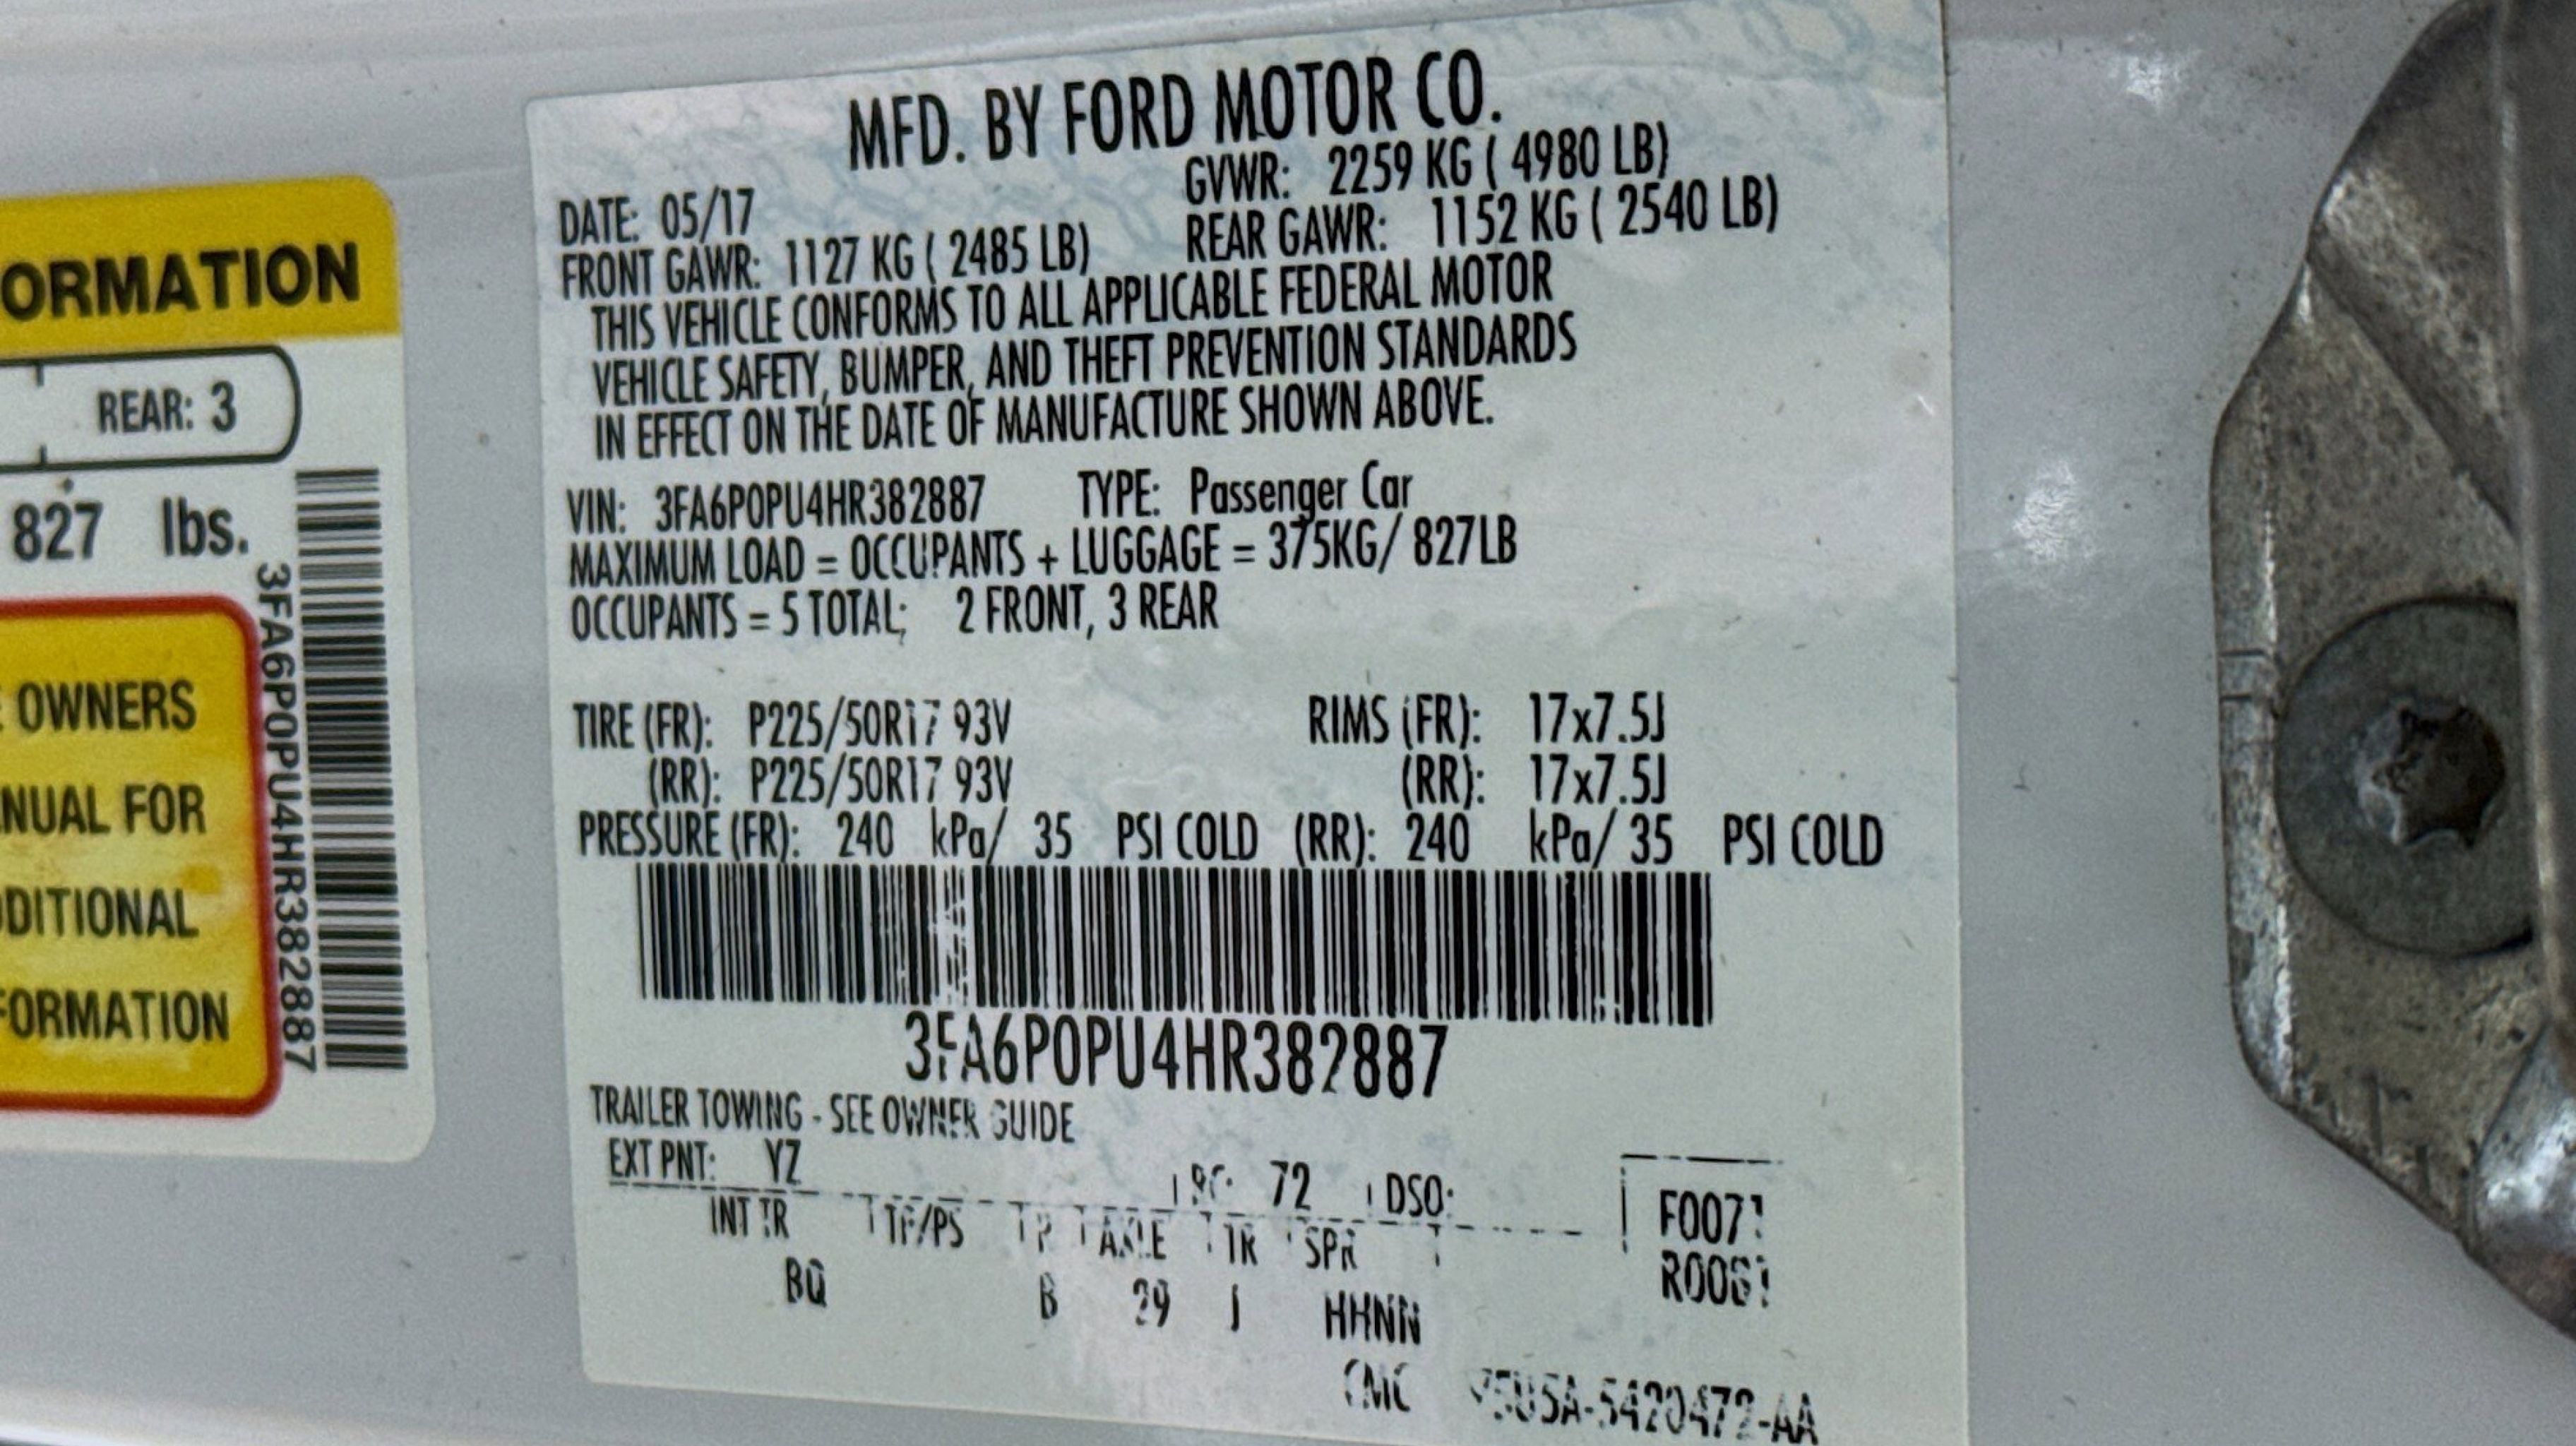 ORMATION
REAR: 3
827 lbs.
OWNERS
NUAL FOR
DITIONAL
FORMATION
3FA6P0PU4HR382887
MFD. BY FORD MOTOR CO.
DATE: 05/17 GVWR: 2259 KG ( 4980 LB)
FRONT GAWR: 1127 KG ( 2485 LB) REAR GAWR: 1152 KG ( 2540 LB)
THIS VEHICLE CONFORMS TO ALL APPLICABLE FEDERAL MOTOR
VEHICLE SAFETY, BUMPER, AND THEFT PREVENTION STANDARDS
IN EFFECT ON THE DATE OF MANUFACTURE SHOWN ABOVE.
VIN: 3FA6P0PU4HR382887 TYPE: Passenger Car
MAXIMUM LOAD = OCCUPANTS + LUGGAGE = 375KG/ 827LB
OCCUPANTS = 5 TOTAL; 2 FRONT, 3 REAR
TIRE (FR): P225/50R17 93V RIMS (FR): 17x7.5J
(RR): P225/50R17 93V (RR): 17x7.5J
PRESSURE (FR): 240 kPa/ 35 PSI COLD (RR): 240 kPa/ 35 PSI COLD
3FA6P0PU4HR382887
TRAILER TOWING - SEE OWNER GUIDE
EXT PNT: YZ 72 DSO:
INT TR TP/PS R AXLE TR SPR
BQ B 29 J HHNN
F0071